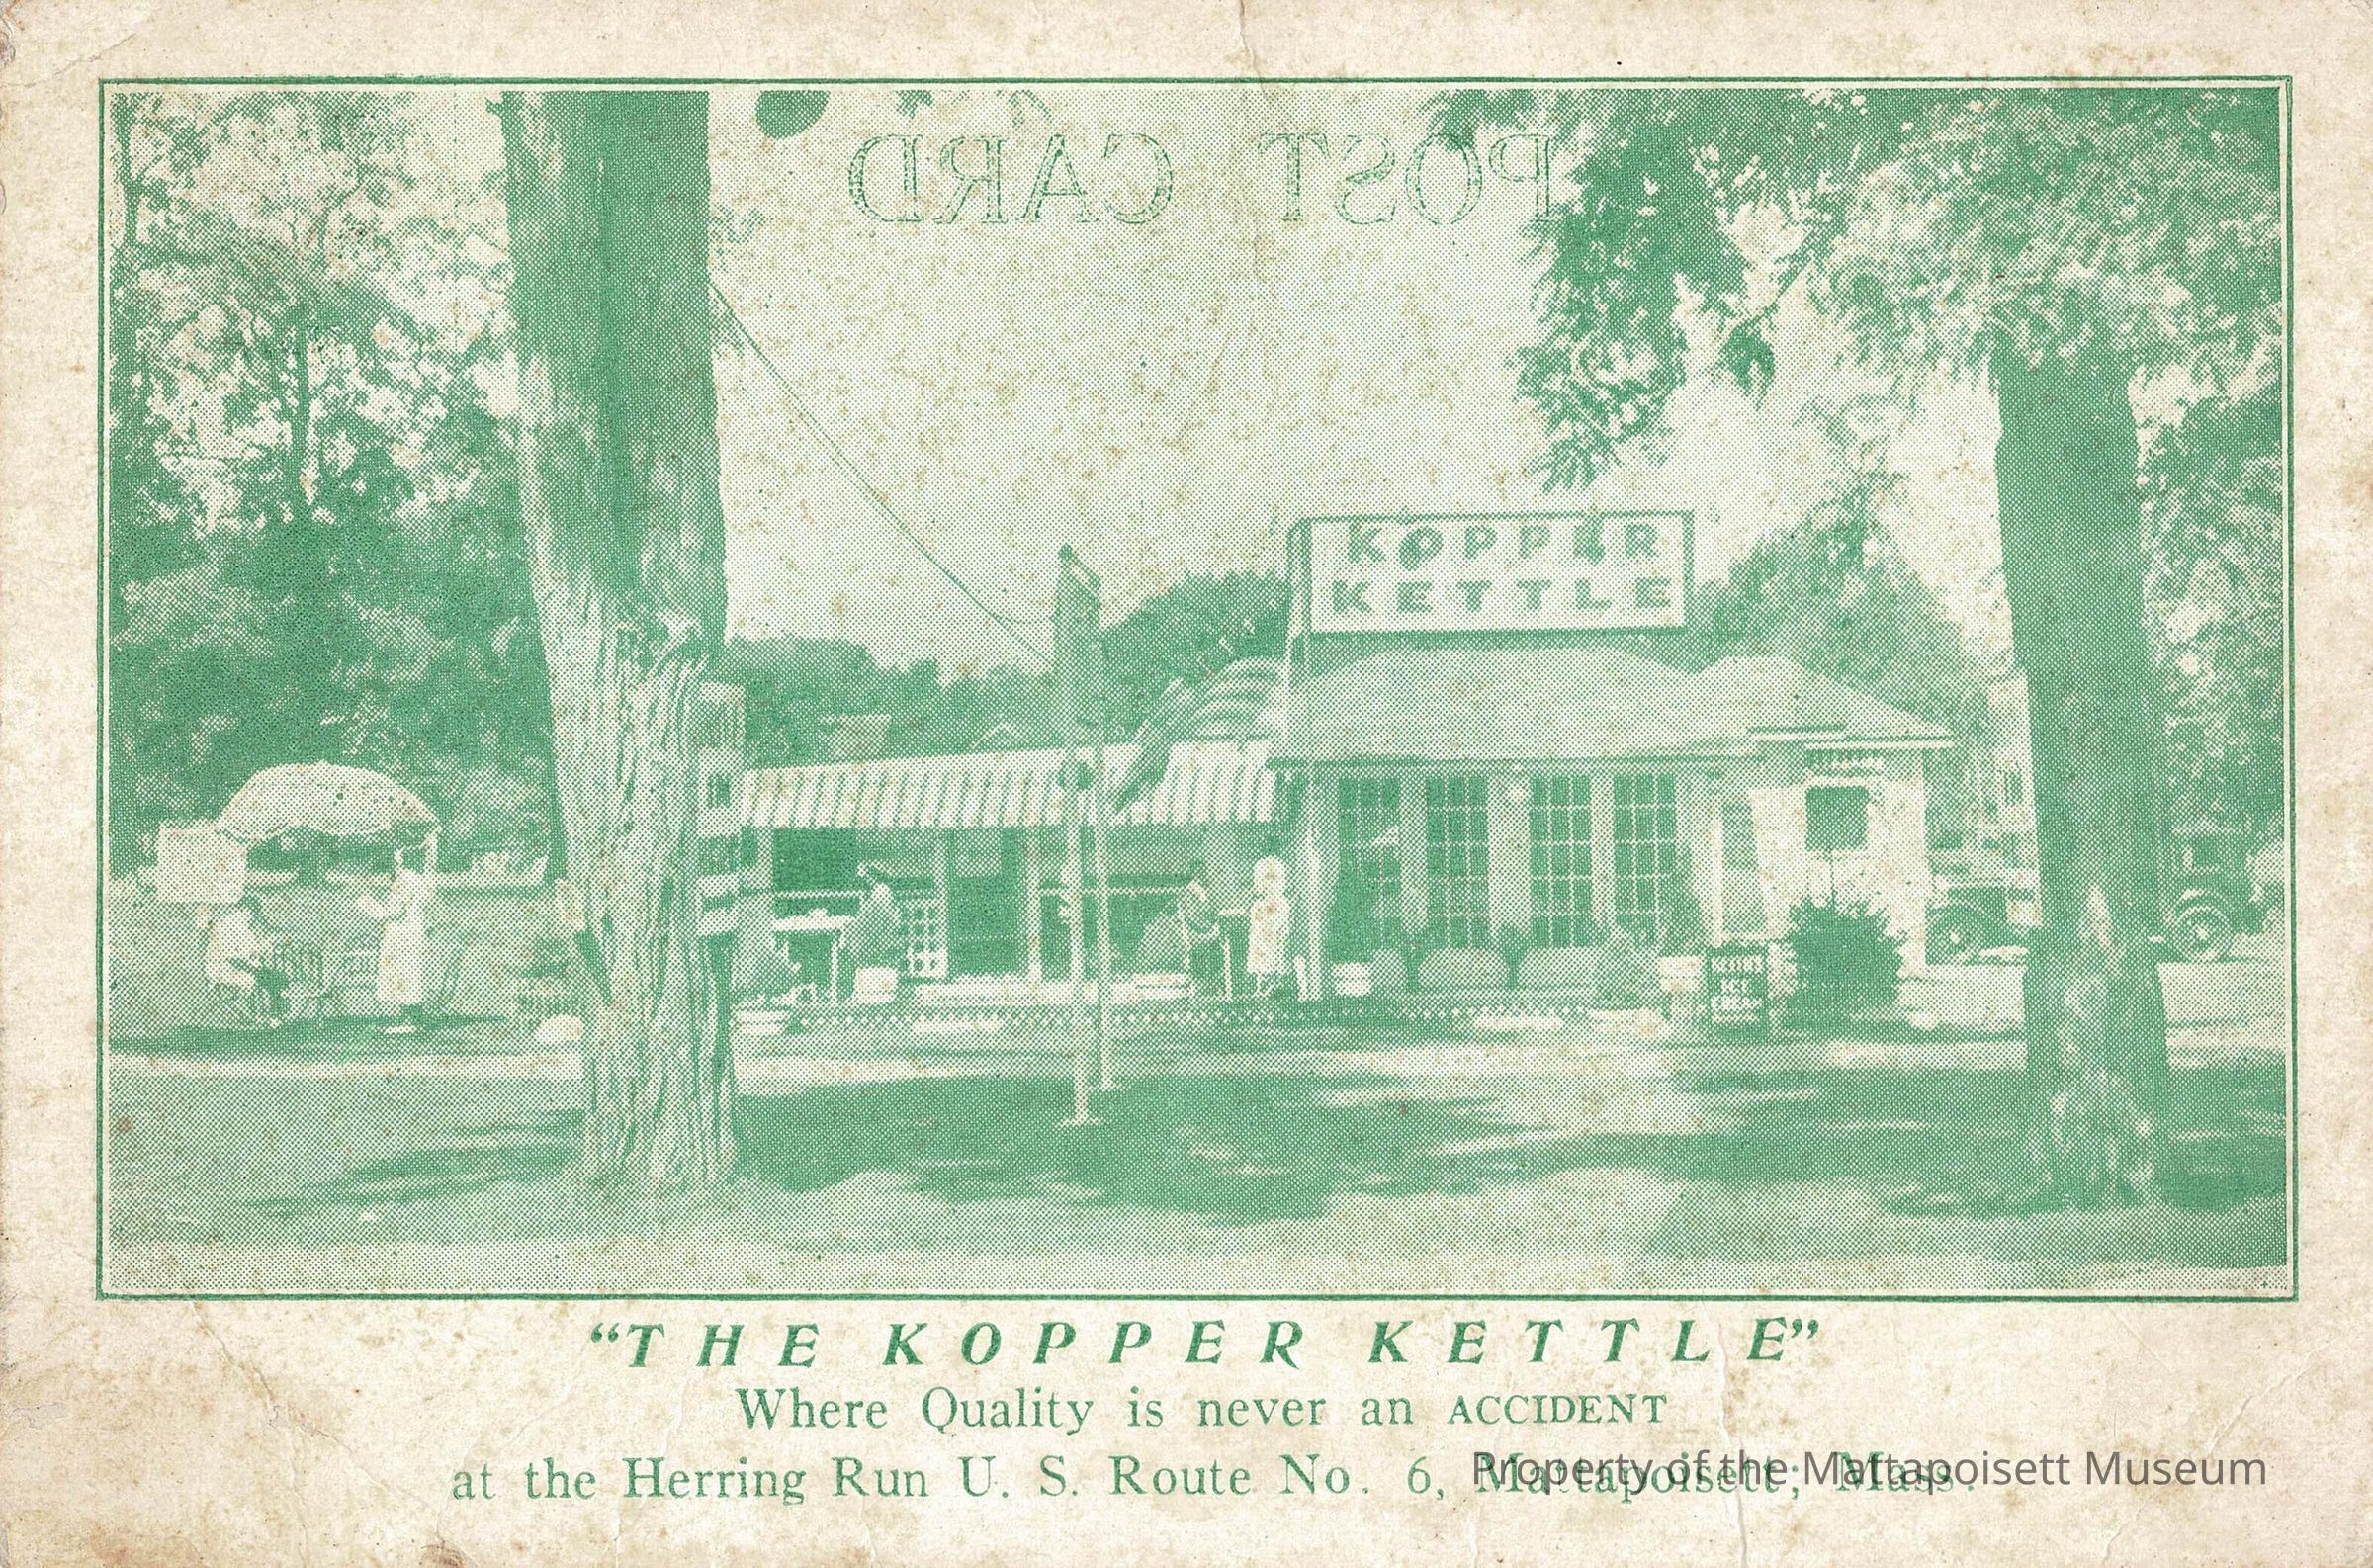 POST CARD
KOPPER
KETTLE
ICE
"THE KOPPER KETTLE"
Where Quality is never an ACCIDENT
at the Herring Run U. S. Route No. 6, Mattapoisett, Mass.
Property of the Mattapoisett Museum